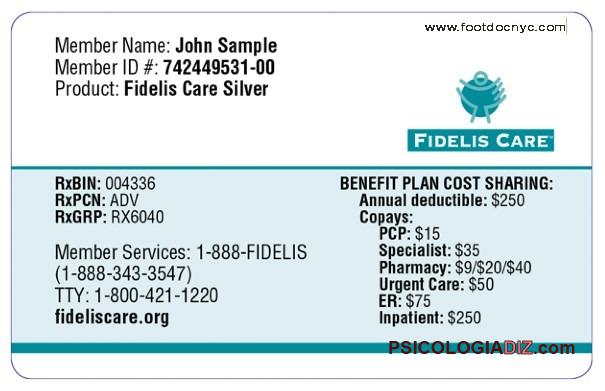 www.footdocnyc.com
Member Name: John Sample
Member ID #: 742449531-00
Product: Fidelis Care Silver
FIDELIS CARE™
RxBIN: 004336
RxPCN: ADV
RxGRP: RX6040
Member Services: 1-888-FIDELIS
(1-888-343-3547)
TTY: 1-800-421-1220
fideliscare.org
BENEFIT PLAN COST SHARING:
Annual deductible: $250
Copays:
PCP: $15
Specialist: $35
Pharmacy: $9/$20/$40
Urgent Care: $50
ER: $75
Inpatient: $250
PSICOLOGIADIZ.com